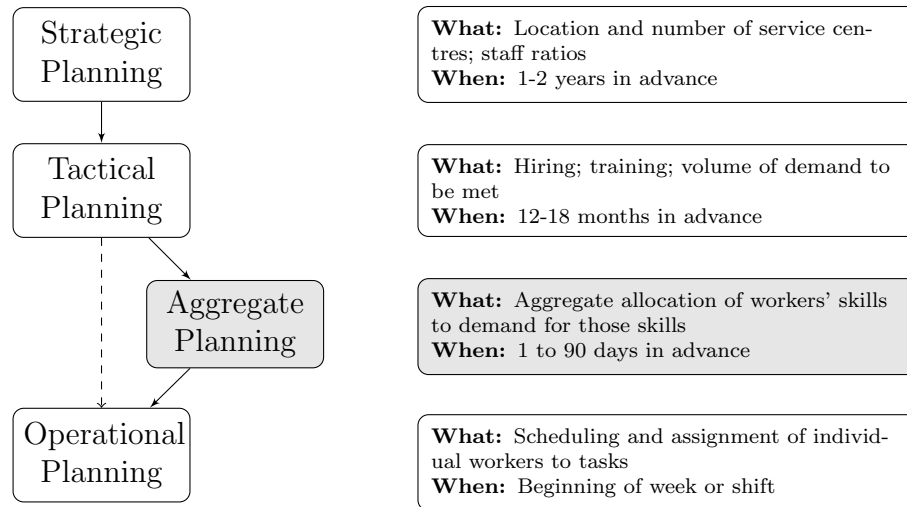 Strategic
Planning
What: Location and number of service cen-
tres; staff ratios
When: 1-2 years in advance
Tactical
Planning
What: Hiring; training; volume of demand to
be met
When: 12-18 months in advance
Aggregate
Planning
What: Aggregate allocation of workers' skills
to demand for those skills
When: 1 to 90 days in advance
Operational
Planning
What: Scheduling and assignment of individ-
ual workers to tasks
When: Beginning of week or shift